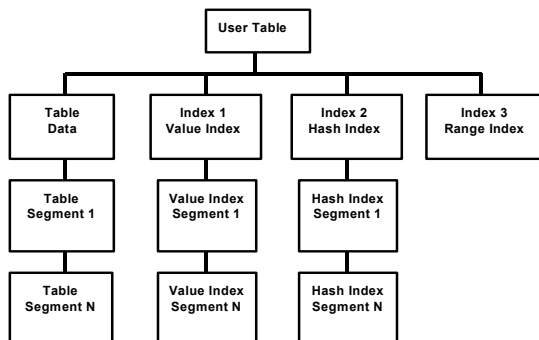 User Table
Table
Data
Index 1
Value Index
Index 2
Hash Index
Index 3
Range Index
Table
Segment 1
Value Index
Segment 1
Hash Index
Segment 1
Table
Segment N
Value Index
Segment N
Hash Index
Segment N